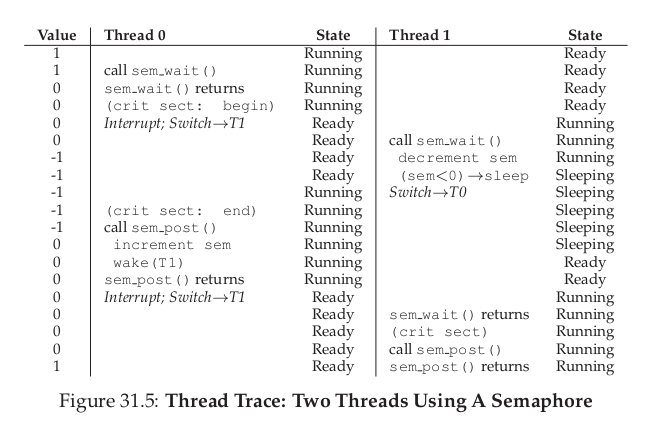 Value Thread 0 State Thread 1 State
1 Running Ready
1 call sem_wait() Running Ready
0 sem_wait() returns Running Ready
0 (crit sect: begin) Running Ready
0 Interrupt; Switch→T1 Ready Running
0 Ready call sem_wait() Running
-1 Ready decrement sem Running
-1 Ready (sem<0)→sleep Sleeping
-1 Running Switch→T0 Sleeping
-1 (crit sect: end) Running Sleeping
-1 call sem_post() Running Sleeping
0 increment sem Running Sleeping
0 wake(T1) Running Ready
0 sem_post() returns Running Ready
0 Interrupt; Switch→T1 Ready Running
0 Ready sem_wait() returns Running
0 Ready (crit sect) Running
0 Ready call sem_post() Running
1 Ready sem_post() returns Running
Figure 31.5: Thread Trace: Two Threads Using A Semaphore